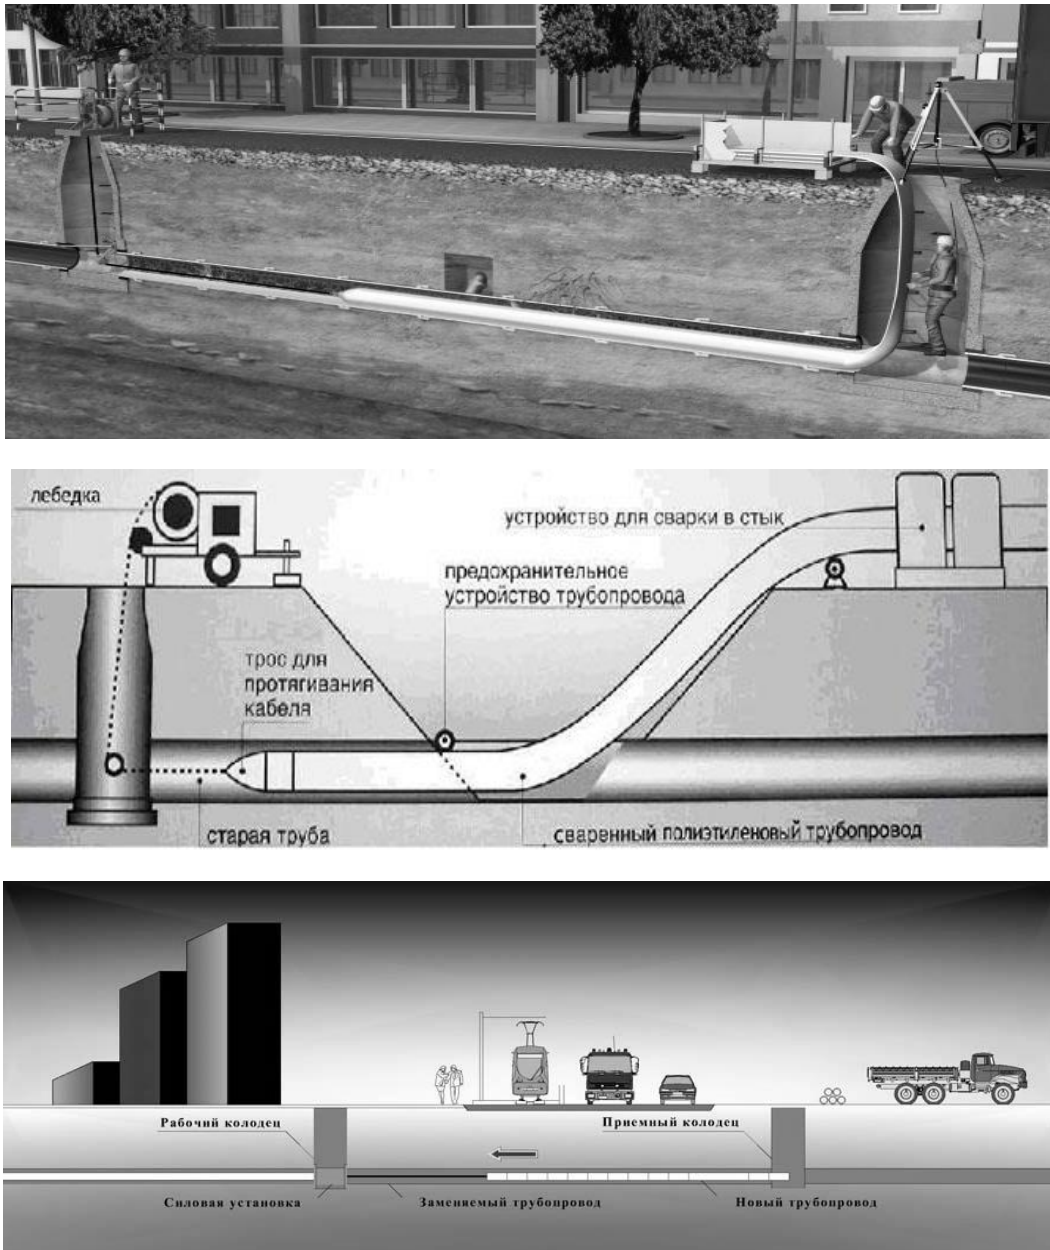 лебедка
устройство для сварки в стык
предохранительное
устройство трубопровода
трос для
протягивания
кабеля
старая труба
сваренный полиэтиленовый трубопровод
Рабочий колодец
Приемный колодец
Силовая установка
Заменяемый трубопровод
Новый трубопровод